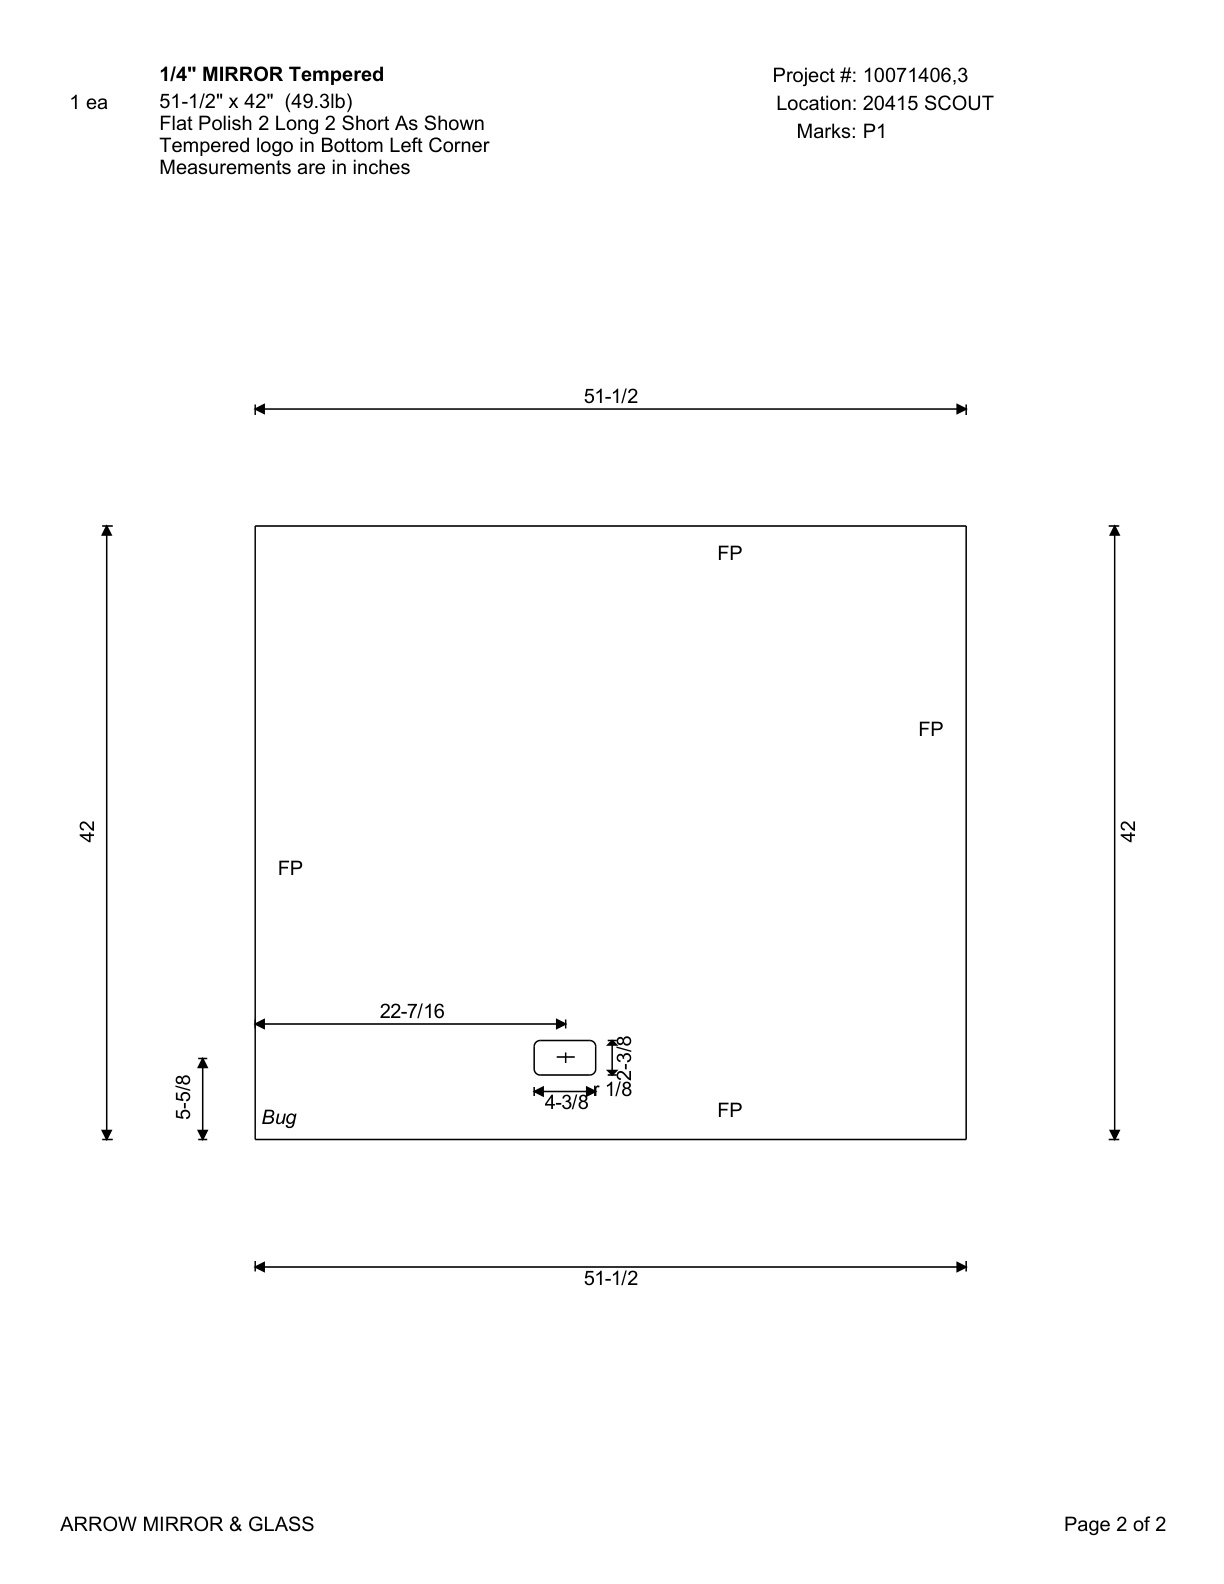 1/4" MIRROR Tempered
1 ea
51-1/2" x 42"  (49.3lb)
Flat Polish 2 Long 2 Short As Shown
Tempered logo in Bottom Left Corner
Measurements are in inches
Project #: 10071406,3
Location: 20415 SCOUT
Marks: P1
51-1/2
FP
FP
42
42
FP
22-7/16
2-3/8
r 1/8
4-3/8
5-5/8
Bug
FP
51-1/2
ARROW MIRROR & GLASS
Page 2 of 2